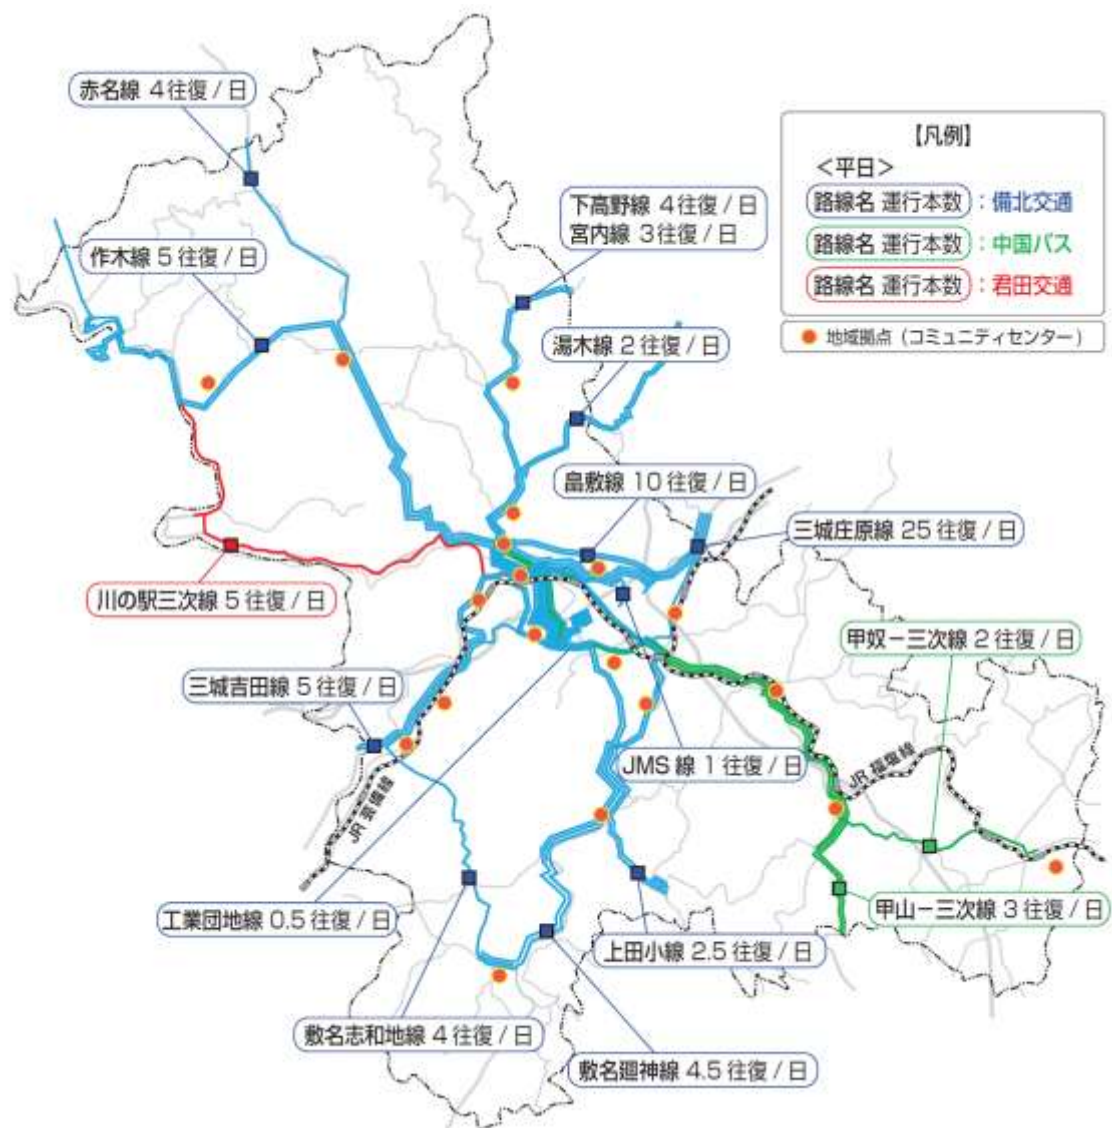 赤名線 4往復/日
下高野線 4往復/日
宮内線 3往復/日
作木線 5往復/日
湯木線 2往復/日
畠敷線 10往復/日
三城庄原線 25往復/日
川の駅三次線 5往復/日
甲奴ー三次線 2往復/日
三城吉田線 5往復/日
JMS線 1往復/日
JR福塩線
JR芸備線
工業団地線 0.5往復/日
甲山ー三次線 3往復/日
上田小線 2.5往復/日
敷名志和地線 4往復/日
敷名廻神線 4.5往復/日
【凡例】
<平日>
路線名 運行本数:備北交通
路線名 運行本数:中国バス
路線名 運行本数:君田交通
地域拠点(コミュニティセンター)